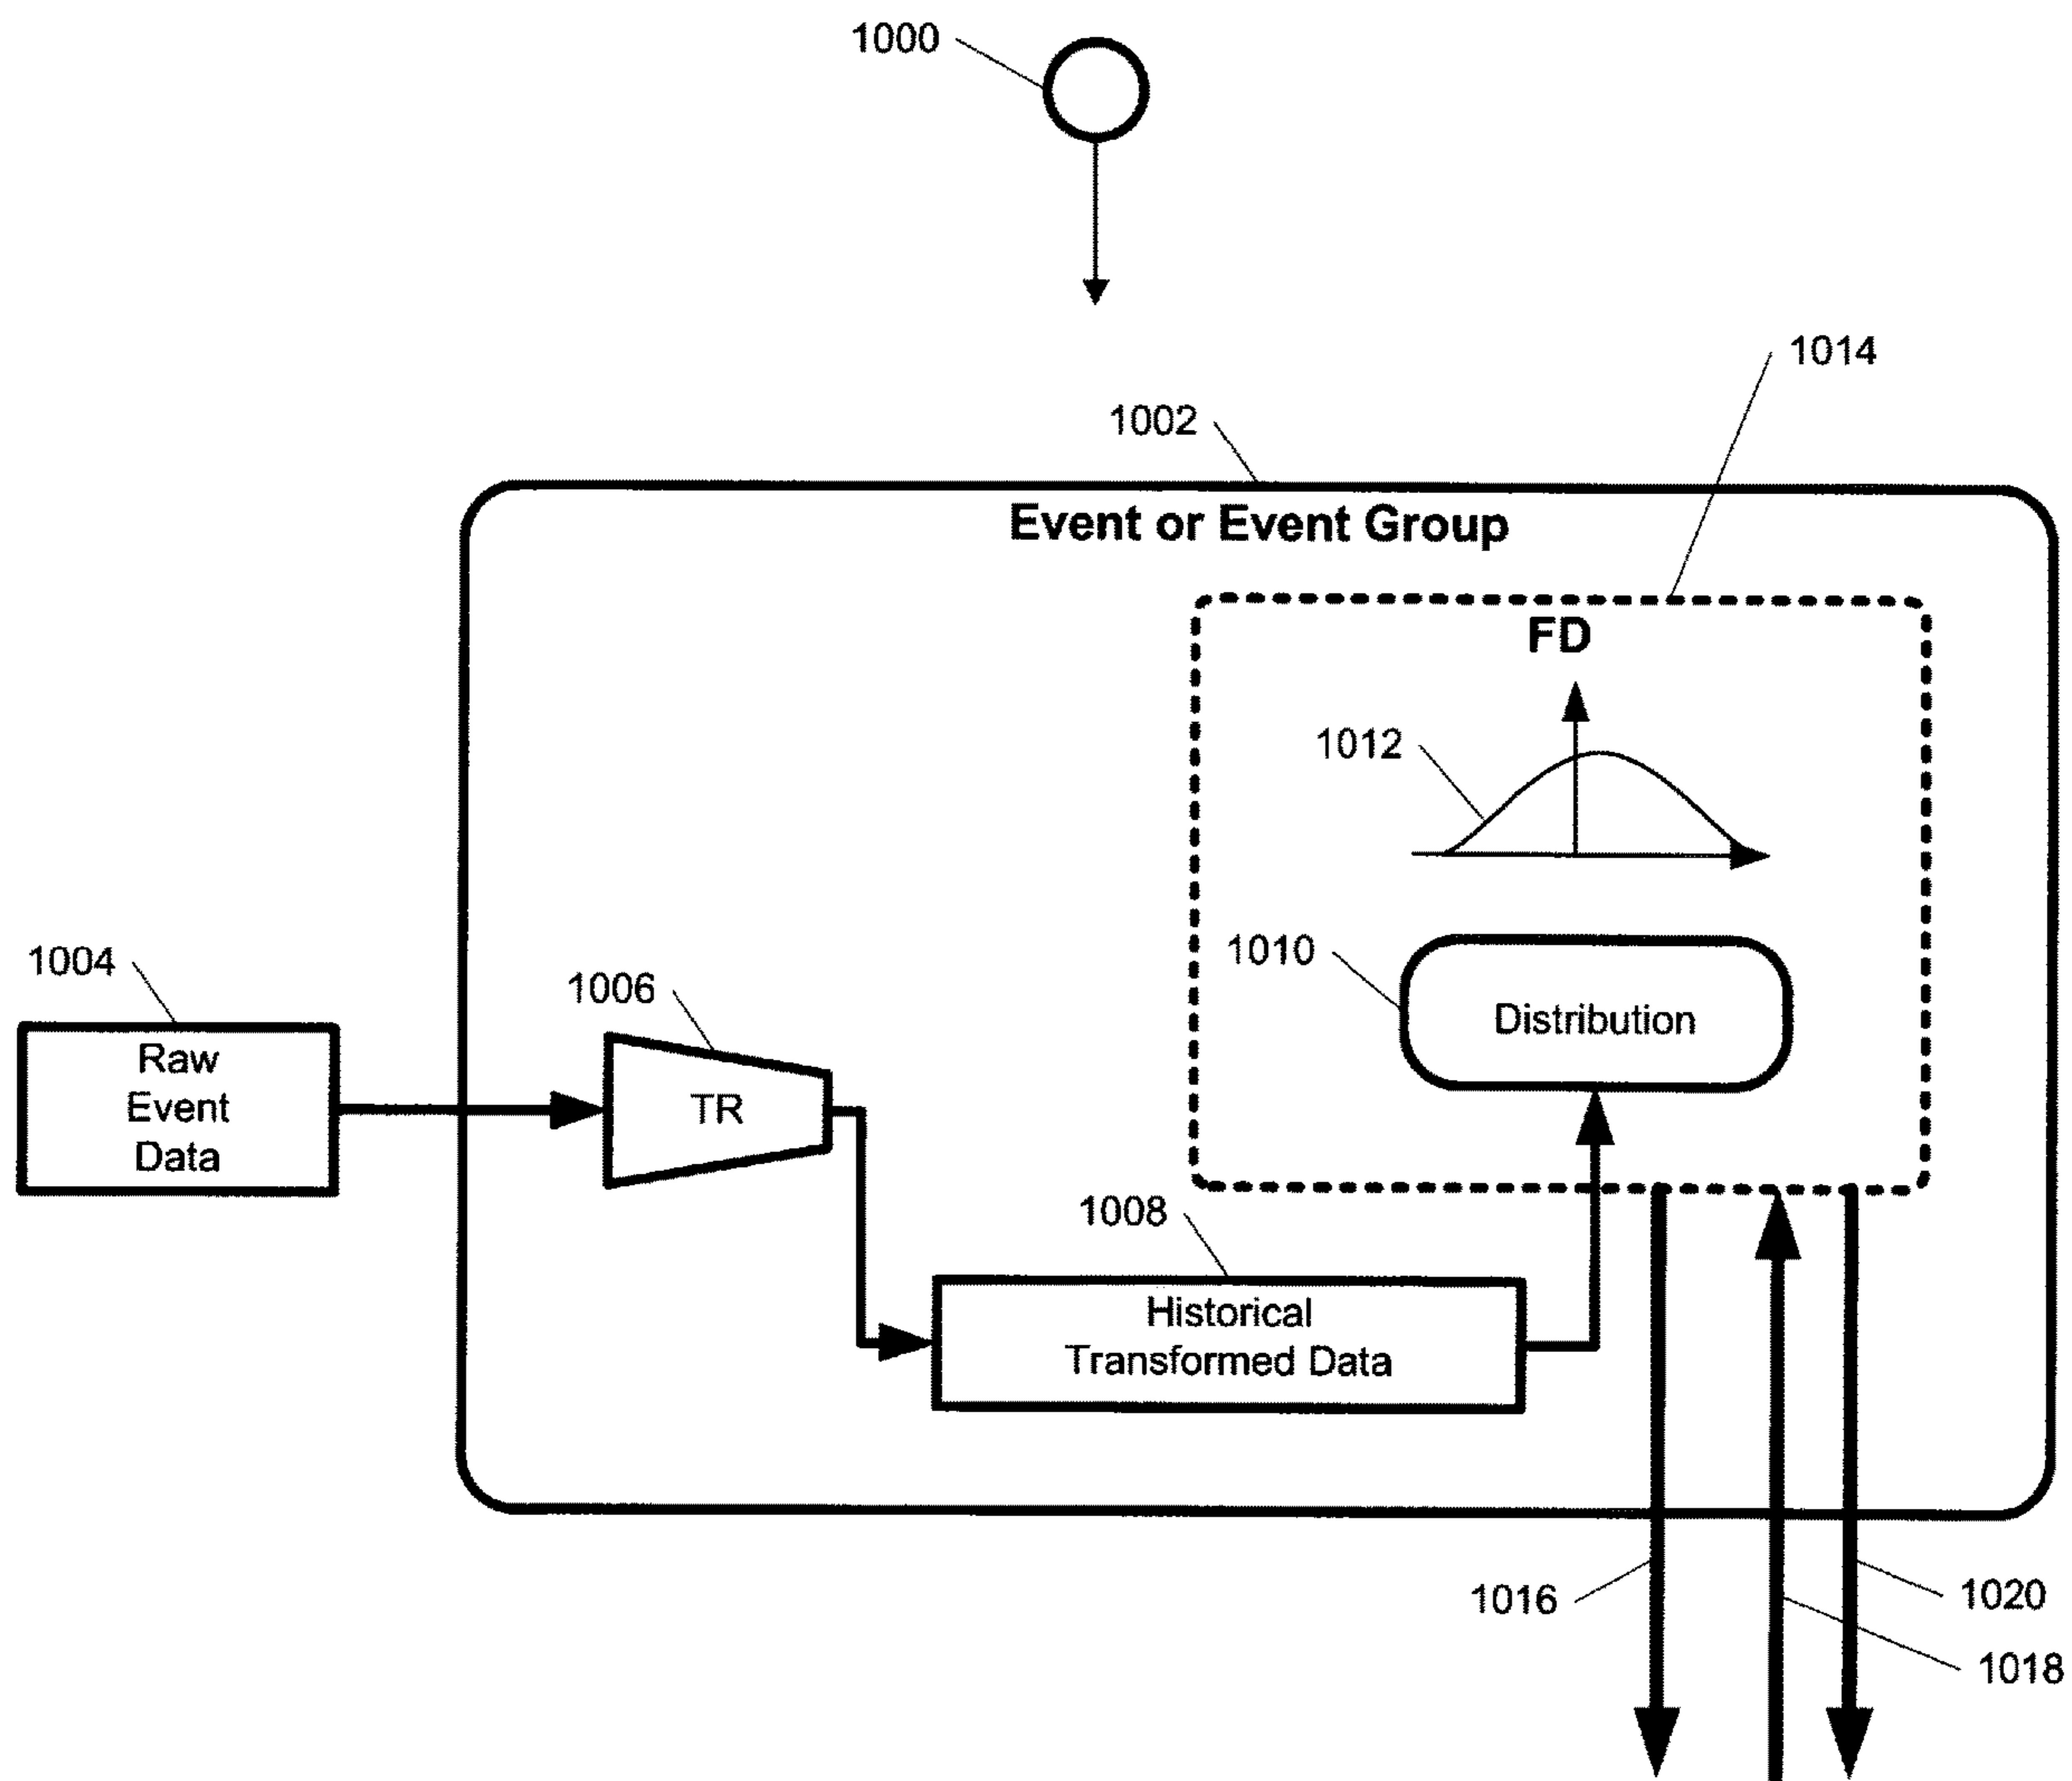 1000
1014
1002
Event or Event Group
FD
1012
1004
1010
1006
Raw
Event
Data
TR
Distribution
1008
Historical
Transformed Data
1016
1020
1018